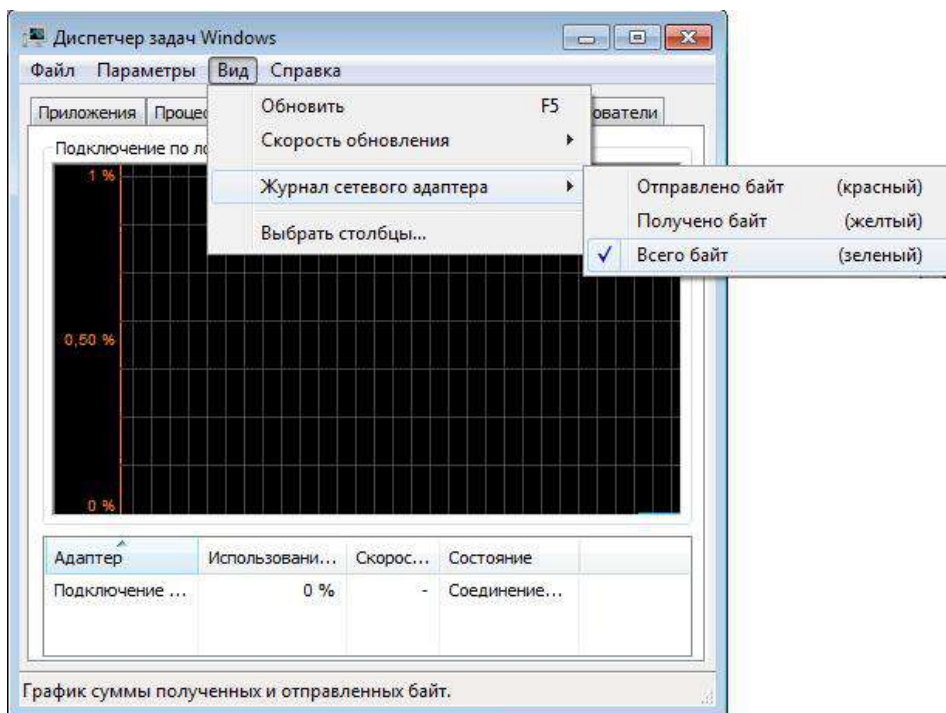 Диспетчер задач Windows
Файл Параметры Вид Справка
Приложения Проце ователи
Обновить F5
Скорость обновления
Журнал сетевого адаптера
Выбрать столбцы...
Отправлено байт (красный)
Получено байт (желтый)
Всего байт (зеленый)
Подключение по л
1 %
0,50 %
0 %
Адаптер Использовани... Скорос... Состояние
Подключение ... 0 % - Соединение...
График суммы полученных и отправленных байт.